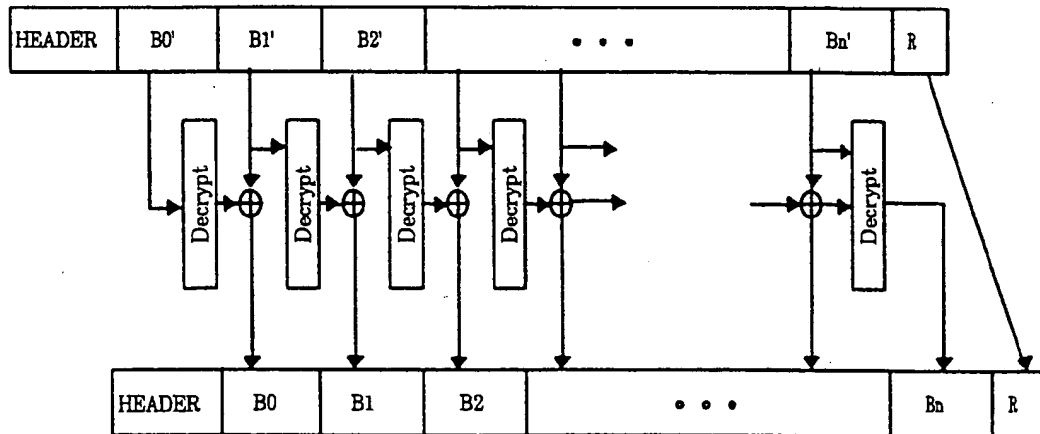 HEADER B0' B1' B2' • • • Bn' R
Decrypt Decrypt Decrypt Decrypt Decrypt
HEADER B0 B1 B2 • • • Bn R